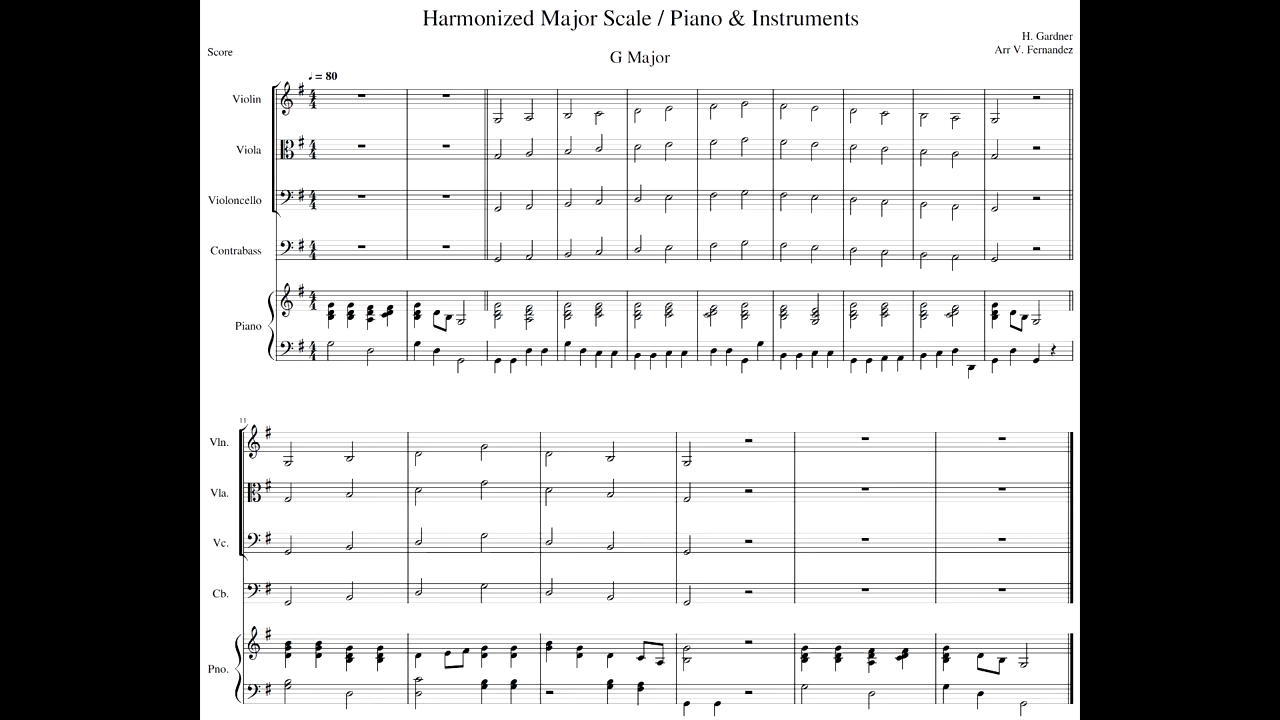 Harmonized Major Scale / Piano & Instruments
H. Gardner
Score
Arr V. Fernandez
G Major
♩ = 80
Violin
Viola
Violoncello
Contrabass
Piano
11
Vln.
Vla.
Vc.
Cb.
Pno.